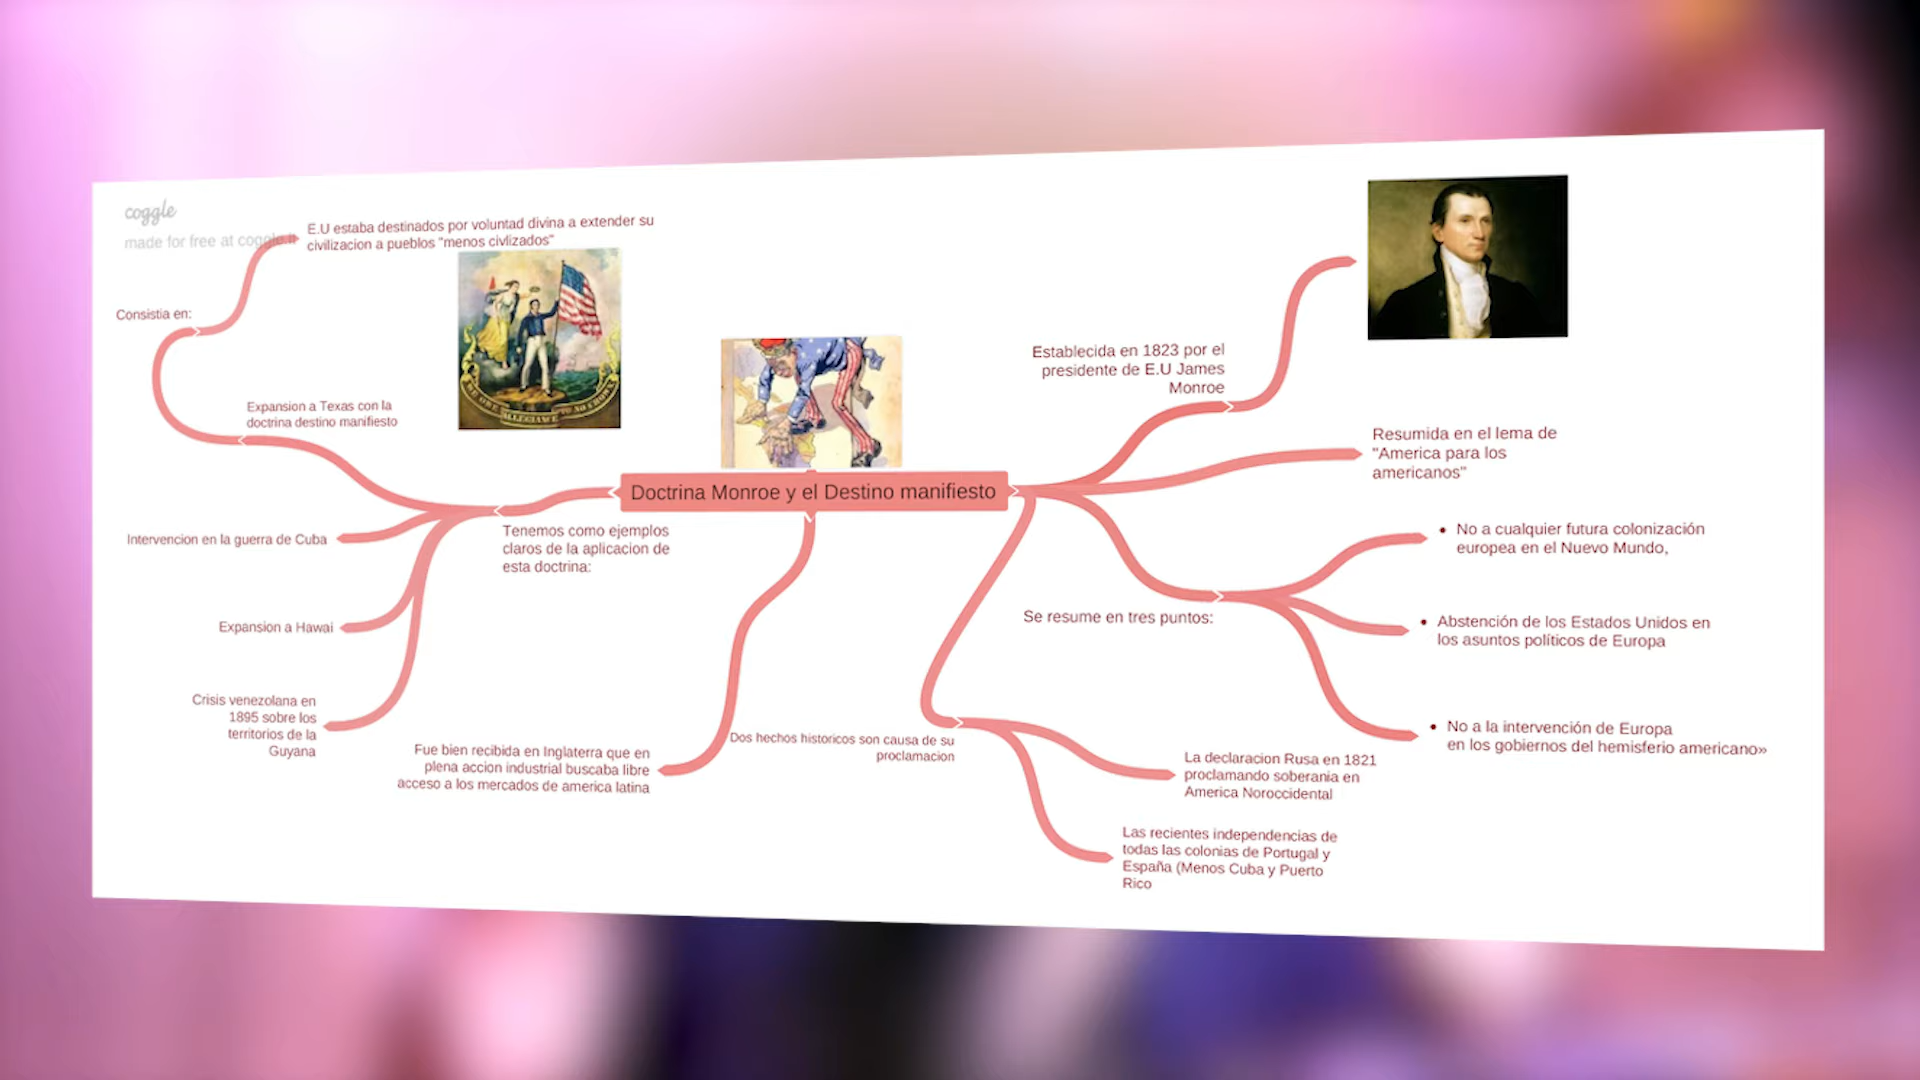 coggle
made for free at coggle.it
E.U estaba destinados por voluntad divina a extender su
civilizacion a pueblos "menos civlizados"
Consistia en:
Expansion a Texas con la
doctrina destino manifiesto
WE OWE ALLEGIANCE TO NO CROWN
Intervencion en la guerra de Cuba
Expansion a Hawai
Crisis venezolana en
1895 sobre los
territorios de la
Guyana
Tenemos como ejemplos
claros de la aplicacion de
esta doctrina:
Doctrina Monroe y el Destino manifiesto
Fue bien recibida en Inglaterra que en
plena accion industrial buscaba libre
acceso a los mercados de america latina
Establecida en 1823 por el
presidente de E.U James
Monroe
Resumida en el lema de
"America para los
americanos"
Se resume en tres puntos:
• No a cualquier futura colonización
europea en el Nuevo Mundo,
• Abstención de los Estados Unidos en
los asuntos políticos de Europa
• No a la intervención de Europa
en los gobiernos del hemisferio americano»
Dos hechos historicos son causa de su
proclamacion
La declaracion Rusa en 1821
proclamando soberania en
America Noroccidental
Las recientes independencias de
todas las colonias de Portugal y
España (Menos Cuba y Puerto
Rico